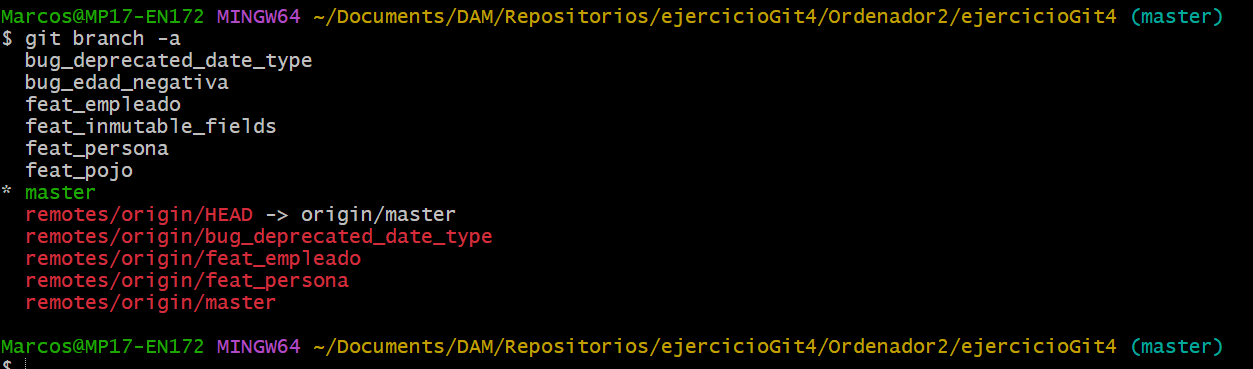 Marcos@MP17-EN172 MINGW64 ~/Documents/DAM/Repositorios/ejercicioGit4/Ordenador2/ejercicioGit4 (master)
$ git branch -a
  bug_deprecated_date_type
  bug_edad_negativa
  feat_empleado
  feat_inmutable_fields
  feat_persona
  feat_pojo
* master
  remotes/origin/HEAD -> origin/master
  remotes/origin/bug_deprecated_date_type
  remotes/origin/feat_empleado
  remotes/origin/feat_persona
  remotes/origin/master
Marcos@MP17-EN172 MINGW64 ~/Documents/DAM/Repositorios/ejercicioGit4/Ordenador2/ejercicioGit4 (master)
$